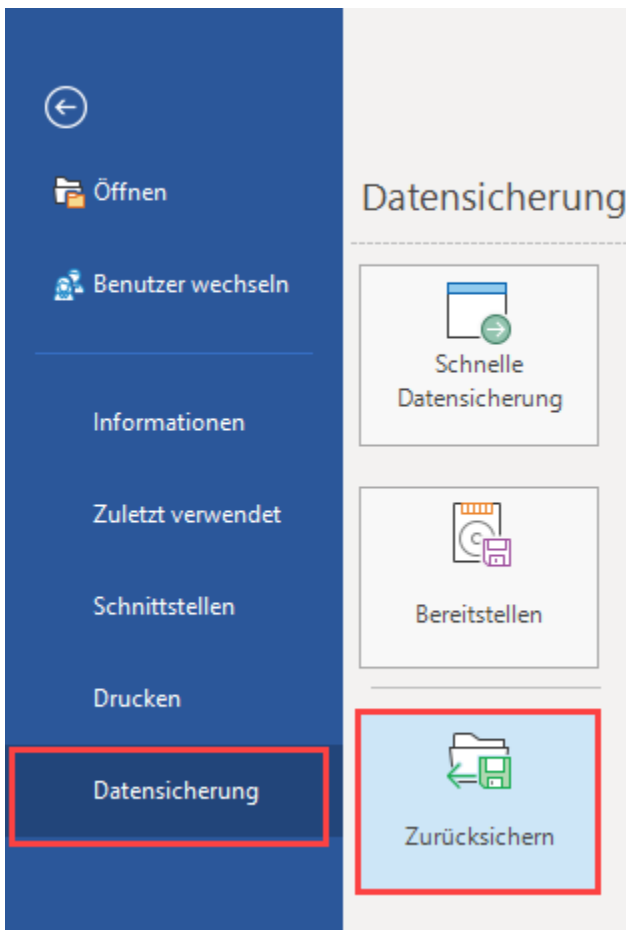 Öffnen
Benutzer wechseln
Informationen
Zuletzt verwendet
Schnittstellen
Drucken
Datensicherung
Datensicherung
Schnelle
Datensicherung
Bereitstellen
Zurücksichern